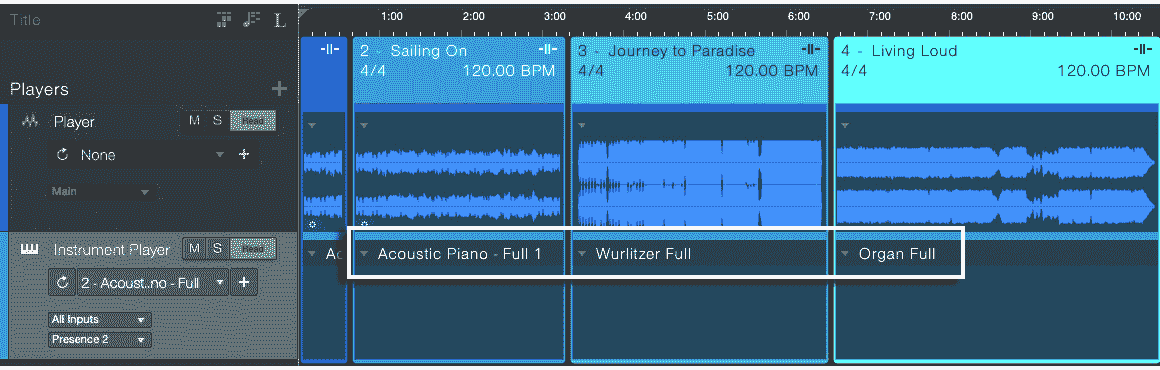 Title
1:00 2:00 3:00 4:00 5:00 6:00 7:00 8:00 9:00 10:00
2 - Sailing On
4/4 120.00 BPM
3 - Journey to Paradise
4/4 120.00 BPM
4 - Living Loud
4/4 120.00 BPM
Players
Player M S Read
None
Main
Instrument Player M S Read
2 - Acoust..no - Full
All Inputs
Presence 2
Ac
Acoustic Piano - Full 1
Wurlitzer Full
Organ Full